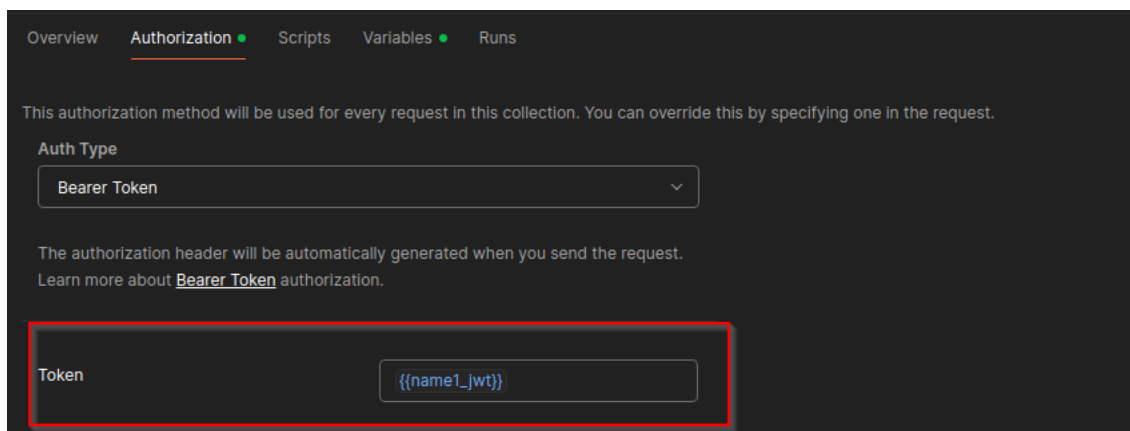 Overview Authorization Scripts Variables Runs
This authorization method will be used for every request in this collection. You can override this by specifying one in the request.
Auth Type
Bearer Token
The authorization header will be automatically generated when you send the request.
Learn more about Bearer Token authorization.
Token {{name1_jwt}}